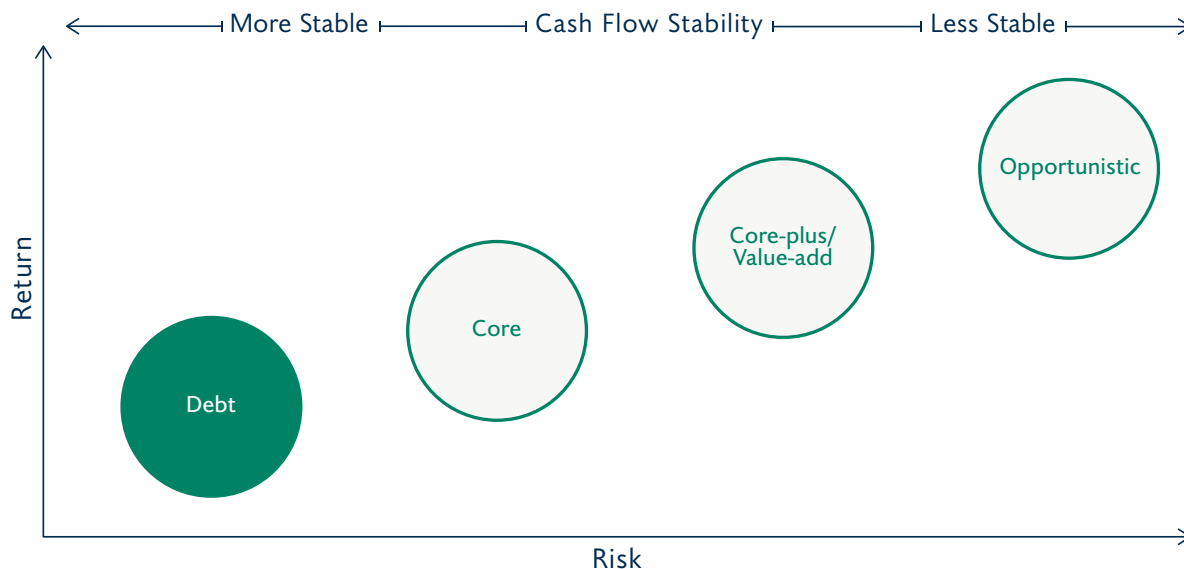 More Stable
Cash Flow Stability
Less Stable
Opportunistic
Core-plus/
Value-add
Return
Core
Debt
Risk